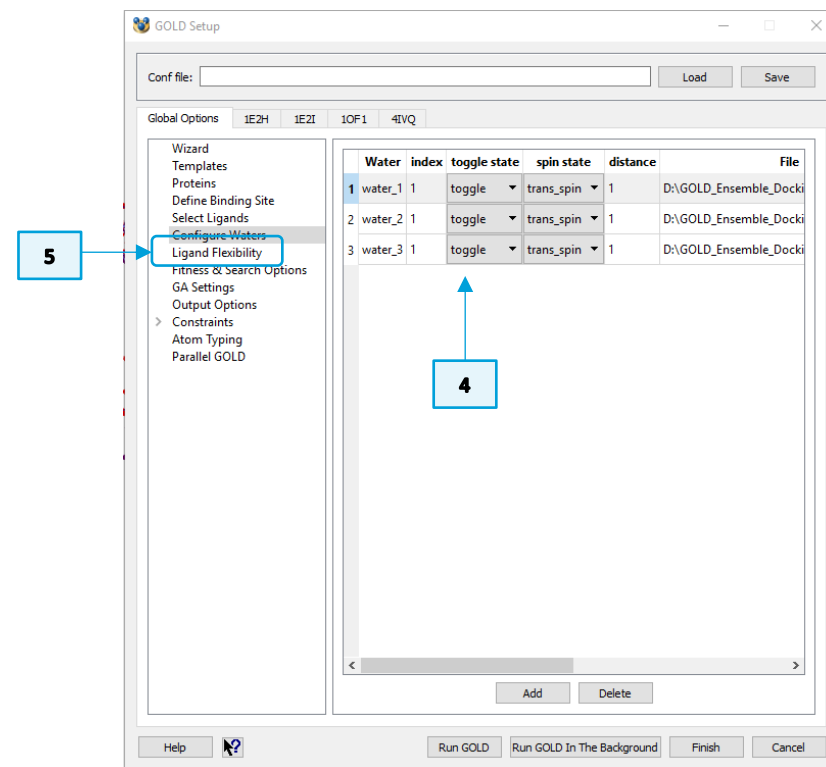 GOLD Setup
Conf file: Load Save
Global Options 1E2H 1E2I 1OF1 4IVQ
Wizard
Templates
Proteins
Define Binding Site
Select Ligands
Configure Waters
Ligand Flexibility
Fitness & Search Options
GA Settings
Output Options
Constraints
Atom Typing
Parallel GOLD
Water index toggle state spin state distance File
1 water_1 1 toggle trans_spin 1 D:\GOLD_Ensemble_Docki
2 water_2 1 toggle trans_spin 1 D:\GOLD_Ensemble_Docki
3 water_3 1 toggle trans_spin 1 D:\GOLD_Ensemble_Docki
5
4
Add Delete
Help ? Run GOLD Run GOLD In The Background Finish Cancel